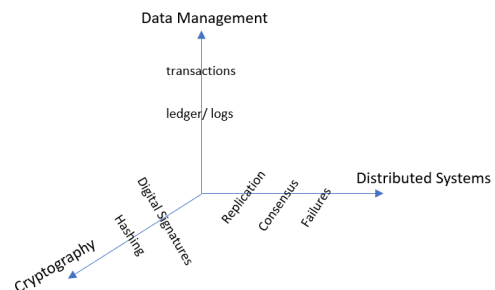 Data Management
transactions
ledger/ logs
Distributed Systems
Replication
Consensus
Failures
Digital Signatures
Hashing
Cryptography